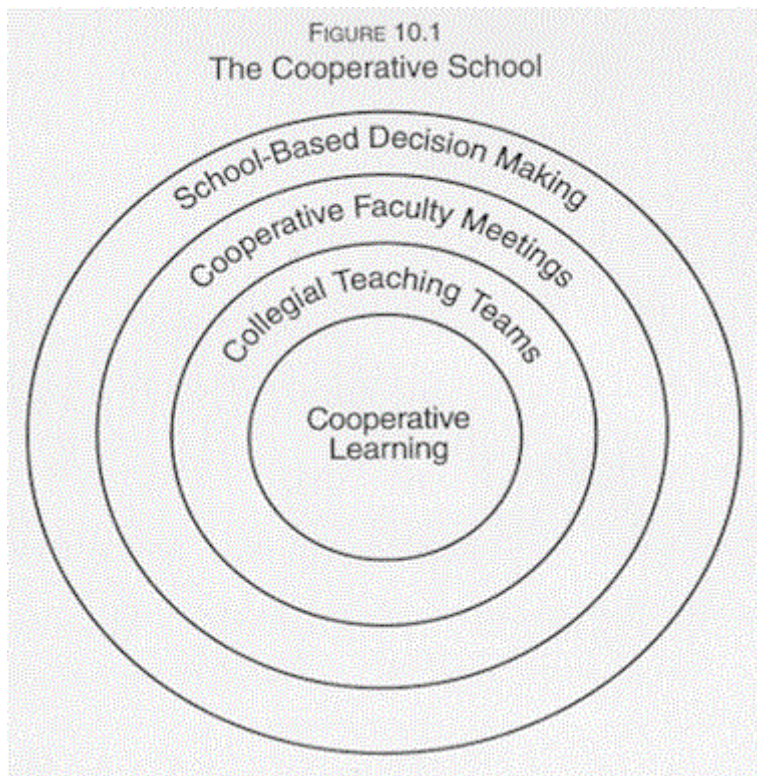 FIGURE 10.1
The Cooperative School
School-Based Decision Making
Cooperative Faculty Meetings
Collegial Teaching Teams
Cooperative
Learning